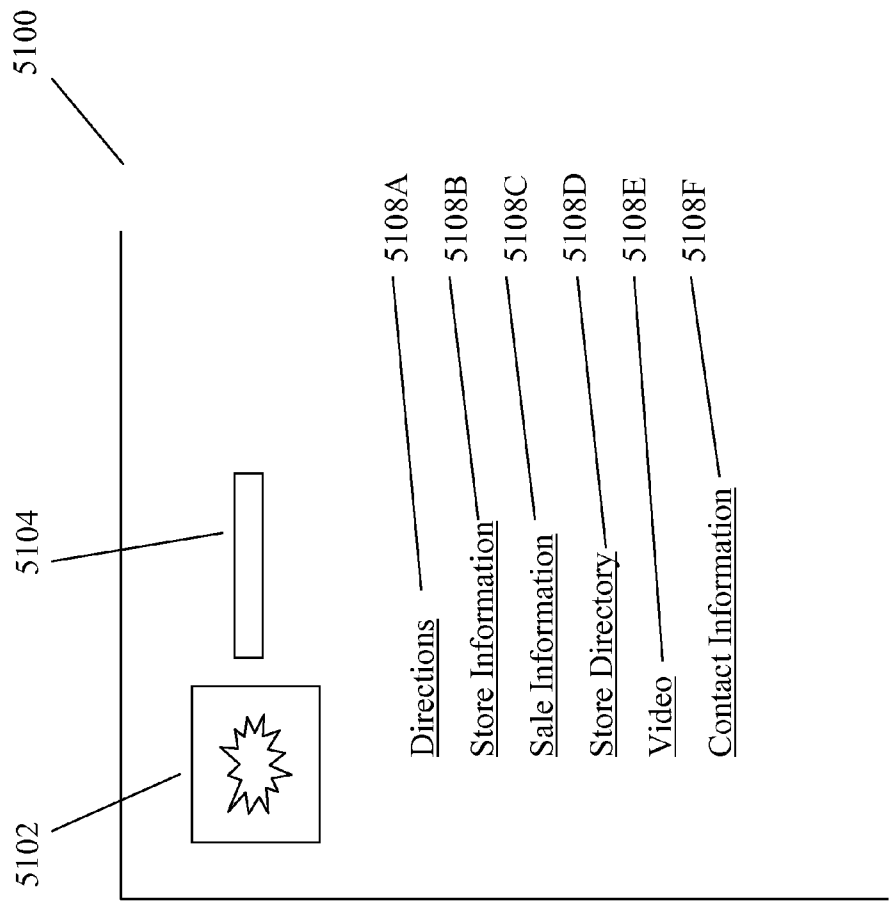 5100
5102
5104
Directions 5108A
Store Information 5108B
Sale Information 5108C
Store Directory 5108D
Video 5108E
Contact Information 5108F